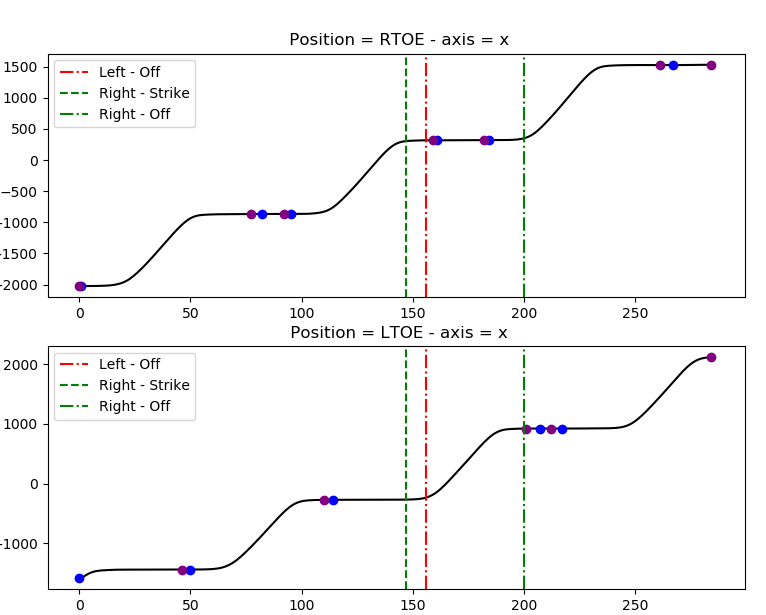 Position = RTOE - axis = x
1500
1000
500
0
−500
−1000
−1500
−2000
Left - Off
Right - Strike
Right - Off
0 50 100 150 200 250
Position = LTOE - axis = x
2000
1000
0
−1000
Left - Off
Right - Strike
Right - Off
0 50 100 150 200 250